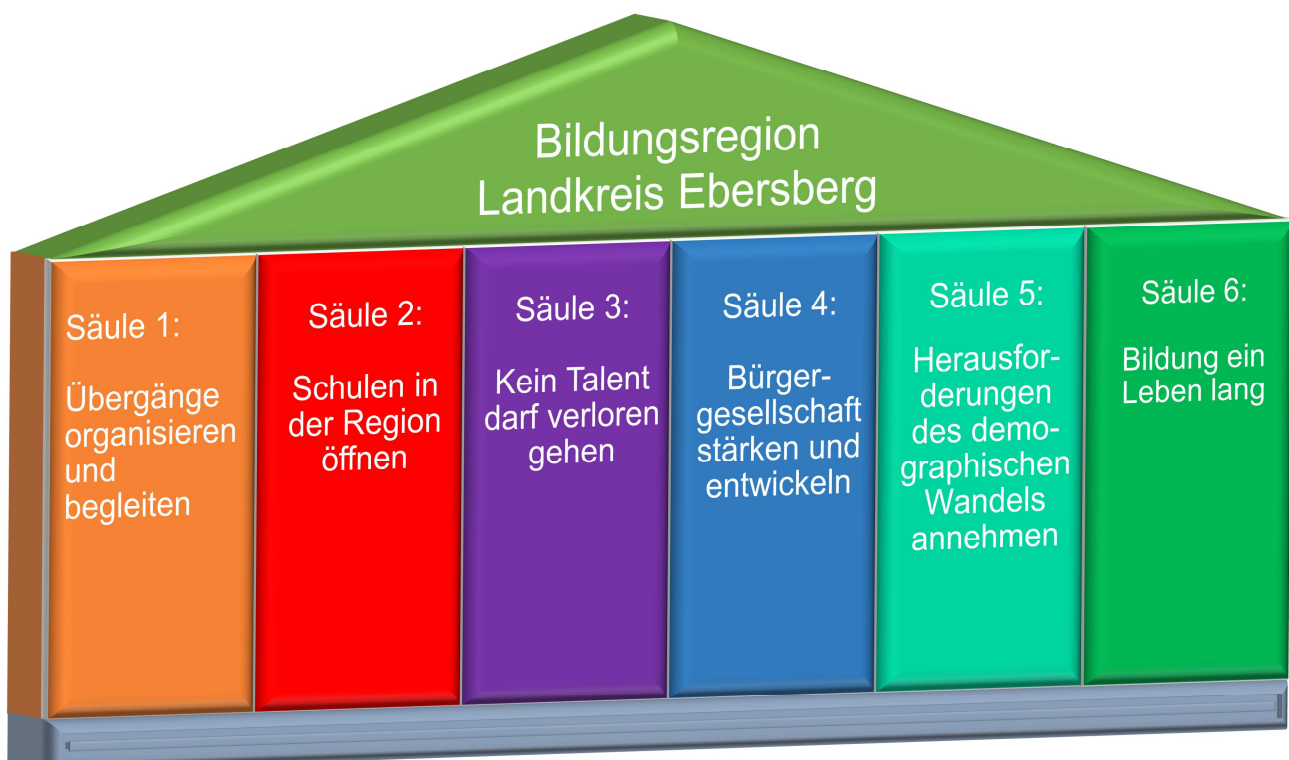 Bildungsregion
Landkreis Ebersberg
Säule 1:
Übergänge
organisieren
und
begleiten
Säule 2:
Schulen in
der Region
öffnen
Säule 3:
Kein Talent
darf verloren
gehen
Säule 4:
Bürger-
gesellschaft
stärken und
entwickeln
Säule 5:
Herausfor-
derungen
des demo-
graphischen
Wandels
annehmen
Säule 6:
Bildung ein
Leben lang